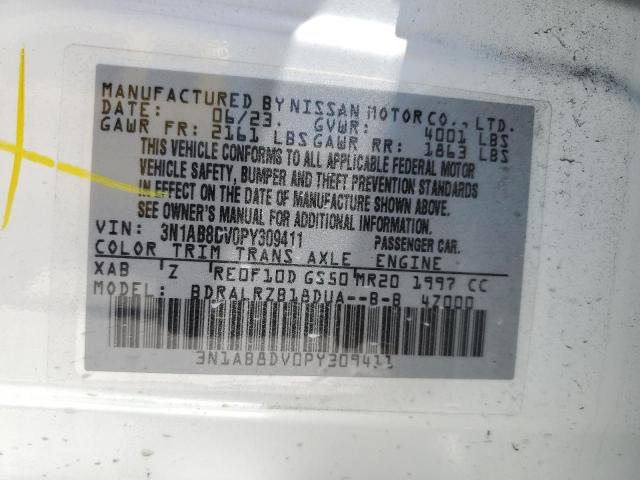 MANUFACTURED BY NISSAN MOTOR CO., LTD.
DATE: 06/23 GVWR: 4001 LBS
GAWR FR: 2161 LBS GAWR RR: 1863 LBS
THIS VEHICLE CONFORMS TO ALL APPLICABLE FEDERAL MOTOR
VEHICLE SAFETY, BUMPER AND THEFT PREVENTION STANDARDS
IN EFFECT ON THE DATE OF MANUFACTURE SHOWN ABOVE.
SEE OWNER'S MANUAL FOR ADDITIONAL INFORMATION.
VIN: 3N1AB8DV0PY309411 PASSENGER CAR.
COLOR TRIM TRANS AXLE ENGINE
XAB Z RE0F10D GS50 MR20 1997 CC
MODEL: BDRALRZB18DUA--B-B 47000
3N1AB8DV0PY309411